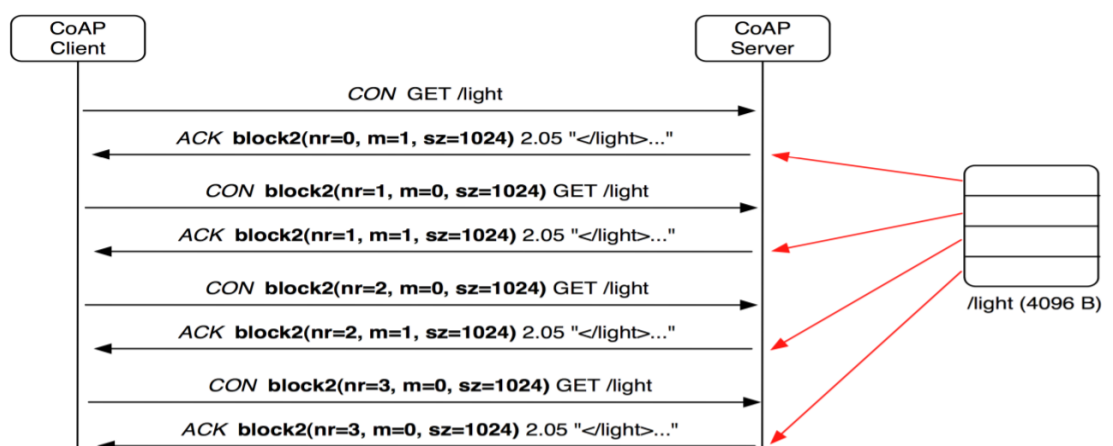 CoAP
Client
CoAP
Server
CON GET /light
ACK block2(nr=0, m=1, sz=1024) 2.05 "</light>..."
CON block2(nr=1, m=0, sz=1024) GET /light
ACK block2(nr=1, m=1, sz=1024) 2.05 "</light>..."
CON block2(nr=2, m=0, sz=1024) GET /light
/light (4096 B)
ACK block2(nr=2, m=1, sz=1024) 2.05 "</light>..."
CON block2(nr=3, m=0, sz=1024) GET /light
ACK block2(nr=3, m=0, sz=1024) 2.05 "</light>..."